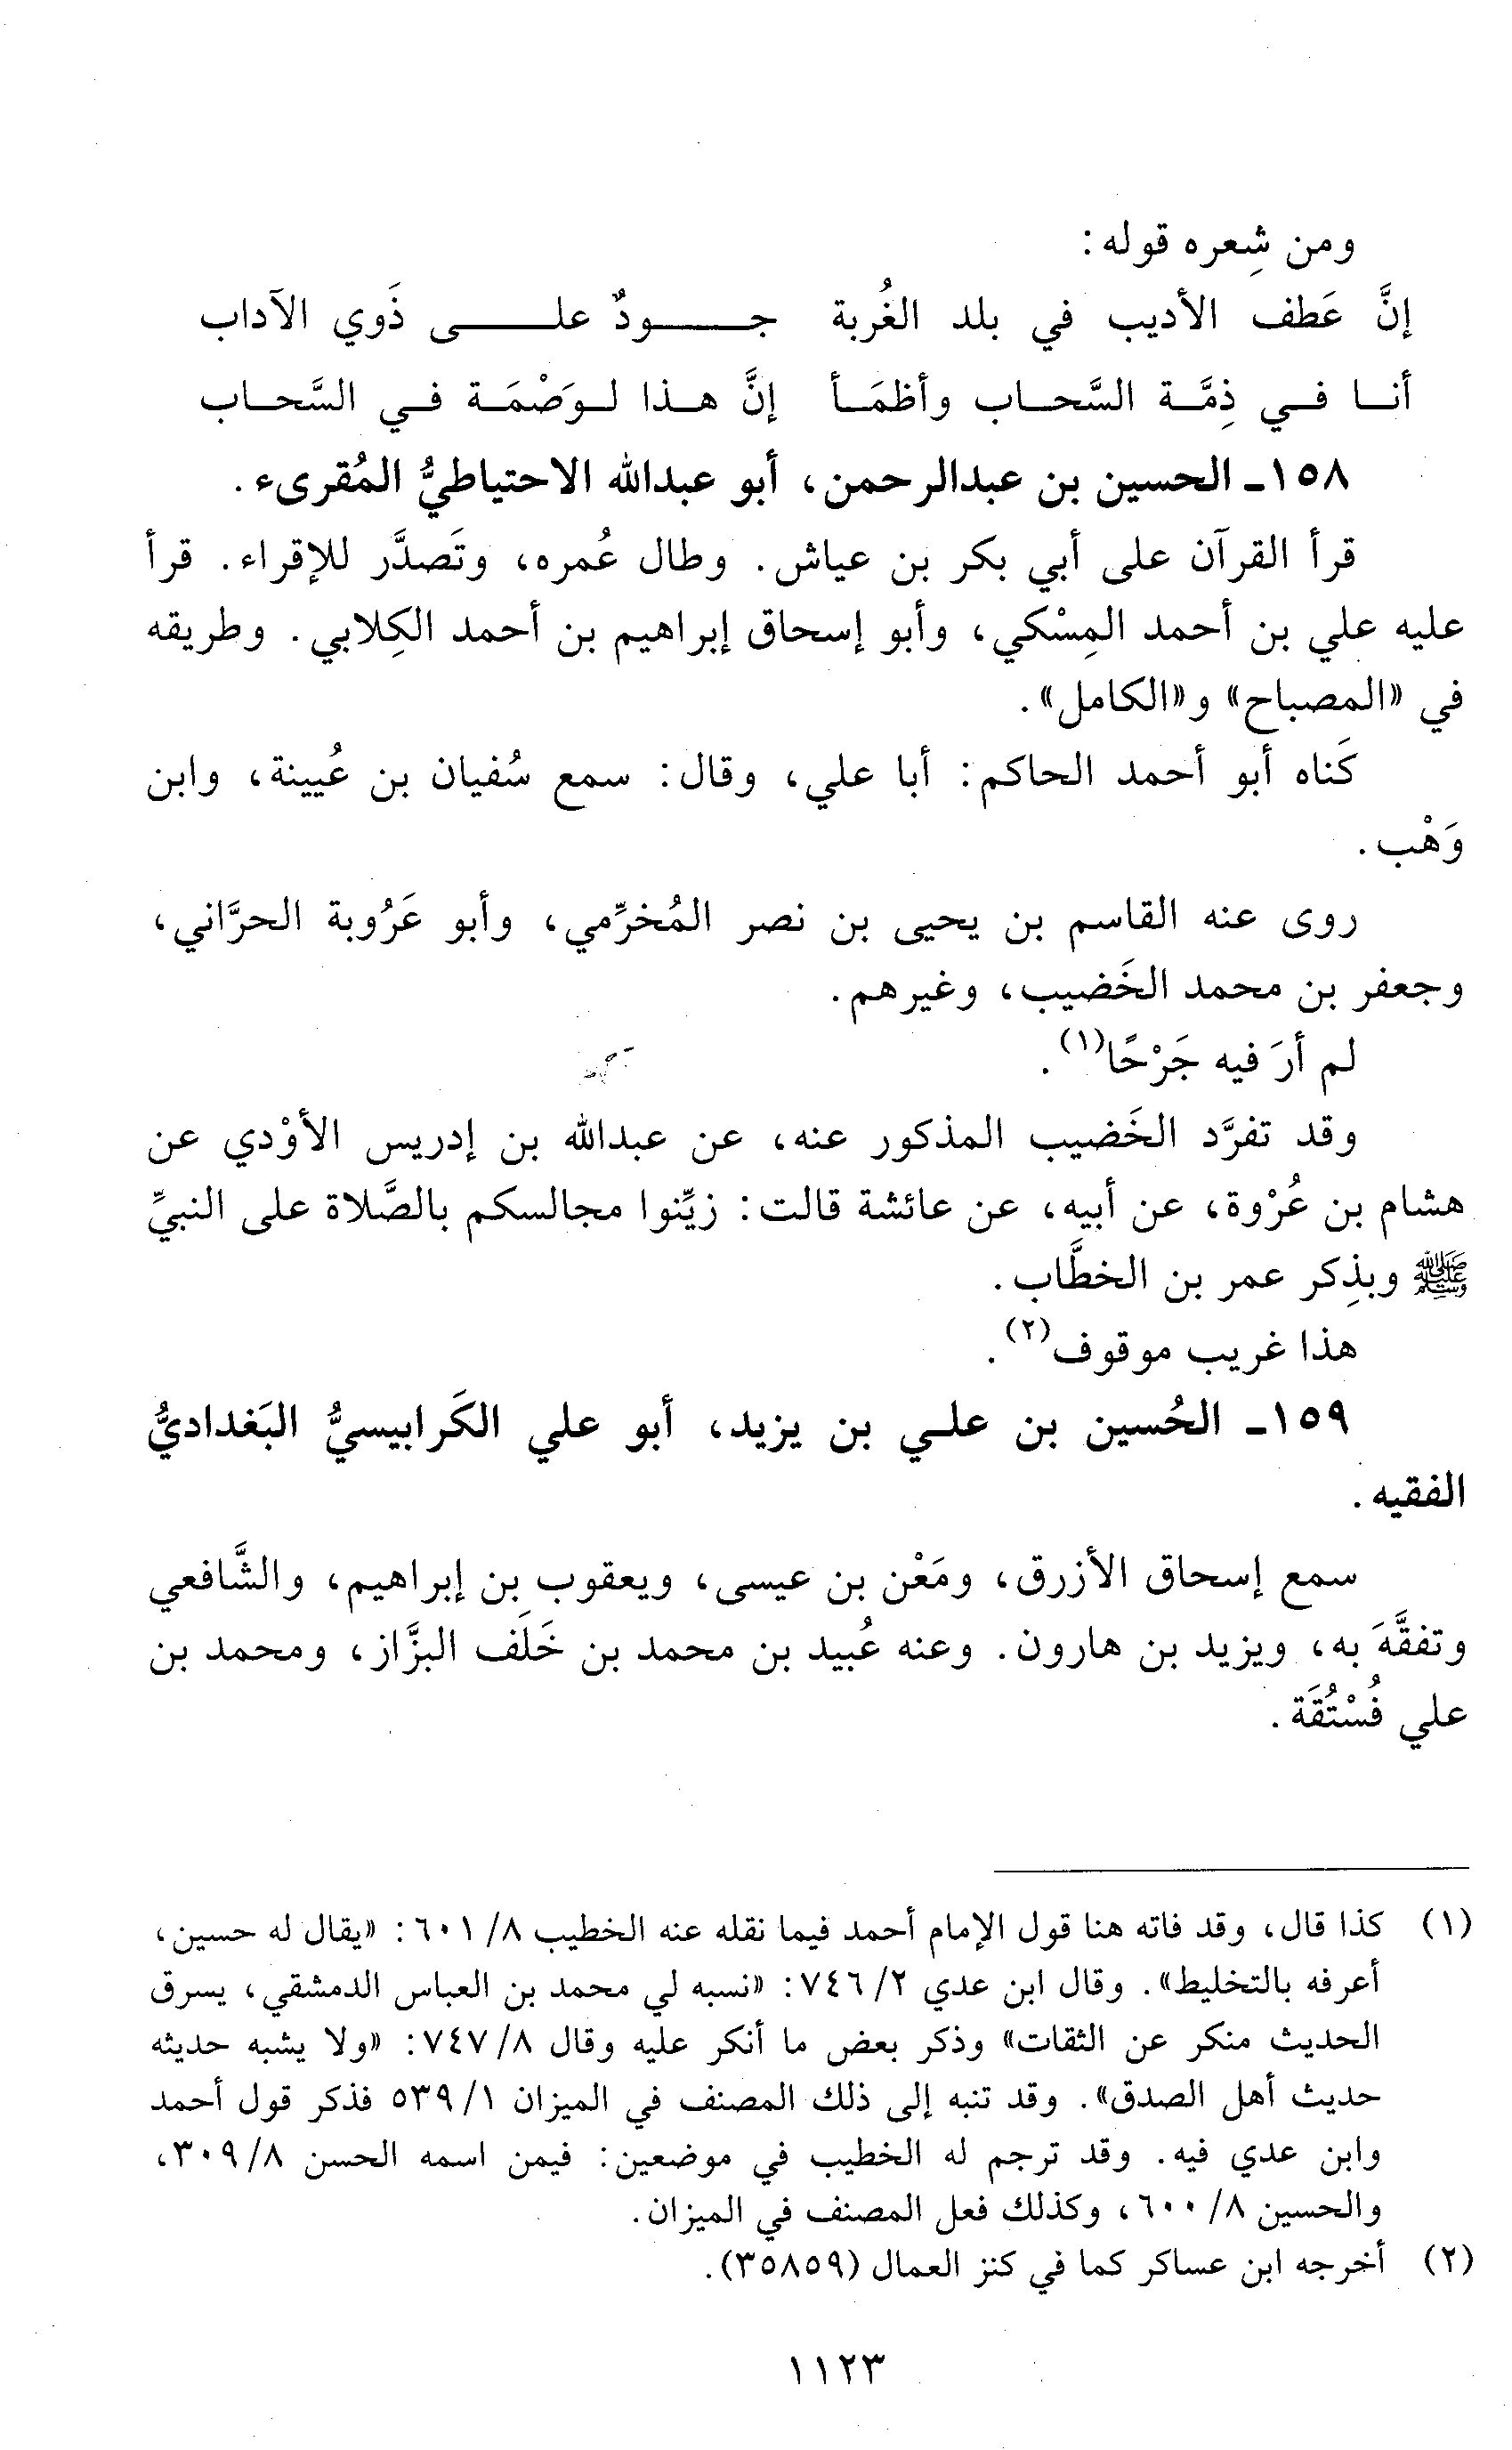 ومن شِعره قوله:
إنَّ عَطف الأديب في بلد الغُربة جــودٌ علــى ذَوي الآداب
أنـا فـي ذِمَّـة السَّحـاب وأظمَـأ إنَّ هـذا لـوَصْمَـة فـي السَّحـاب
١٥٨ـ الحسين بن عبدالرحمن، أبو عبدالله الاحتياطيُّ المُقرىء.
قرأ القرآن على أبي بكر بن عياش. وطال عُمره، وتَصدَّر للإقراء. قرأ
عليه علي بن أحمد المِسْكي، وأبو إسحاق إبراهيم بن أحمد الكِلابي. وطريقه
في «المصباح» و«الكامل».
كَناه أبو أحمد الحاكم: أبا علي، وقال: سمع سُفيان بن عُيينة، وابن
وَهْب.
روى عنه القاسم بن يحيى بن نصر المُخرِّمي، وأبو عَرُوبة الحرَّاني،
وجعفر بن محمد الخَضيب، وغيرهم.
لم أرَ فيه جَرْحًا(١).
وقد تفرَّد الخَضيب المذكور عنه، عن عبدالله بن إدريس الأوْدي عن
هشام بن عُرْوة، عن أبيه، عن عائشة قالت: زيِّنوا مجالسكم بالصَّلاة على النبيِّ
ﷺ وبذِكر عمر بن الخطَّاب.
هذا غريب موقوف(٢).
١٥٩ـ الحُسين بن علـي بن يزيد، أبو علي الكَرابيسيُّ البَغداديُّ
الفقيه.
سمع إسحاق الأزرق، ومَعْن بن عيسى، ويعقوب بن إبراهيم، والشَّافعي
وتفقَّهَ به، ويزيد بن هارون. وعنه عُبيد بن محمد بن خَلَف البزَّاز، ومحمد بن
علي فُسْتُقَة.
(١) كذا قال، وقد فاته هنا قول الإمام أحمد فيما نقله عنه الخطيب ٨/ ٦٠١: «يقال له حسين،
أعرفه بالتخليط». وقال ابن عدي ٢/ ٧٤٦: «نسبه لي محمد بن العباس الدمشقي، يسرق
الحديث منكر عن الثقات» وذكر بعض ما أنكر عليه وقال ٨/ ٧٤٧: «ولا يشبه حديثه
حديث أهل الصدق». وقد تنبه إلى ذلك المصنف في الميزان ١/ ٥٣٩ فذكر قول أحمد
وابن عدي فيه. وقد ترجم له الخطيب في موضعين: فيمن اسمه الحسن ٨/ ٣٠٩،
والحسين ٨/ ٦٠٠، وكذلك فعل المصنف في الميزان.
(٢) أخرجه ابن عساكر كما في كنز العمال (٣٥٨٥٩).
١١٢٣